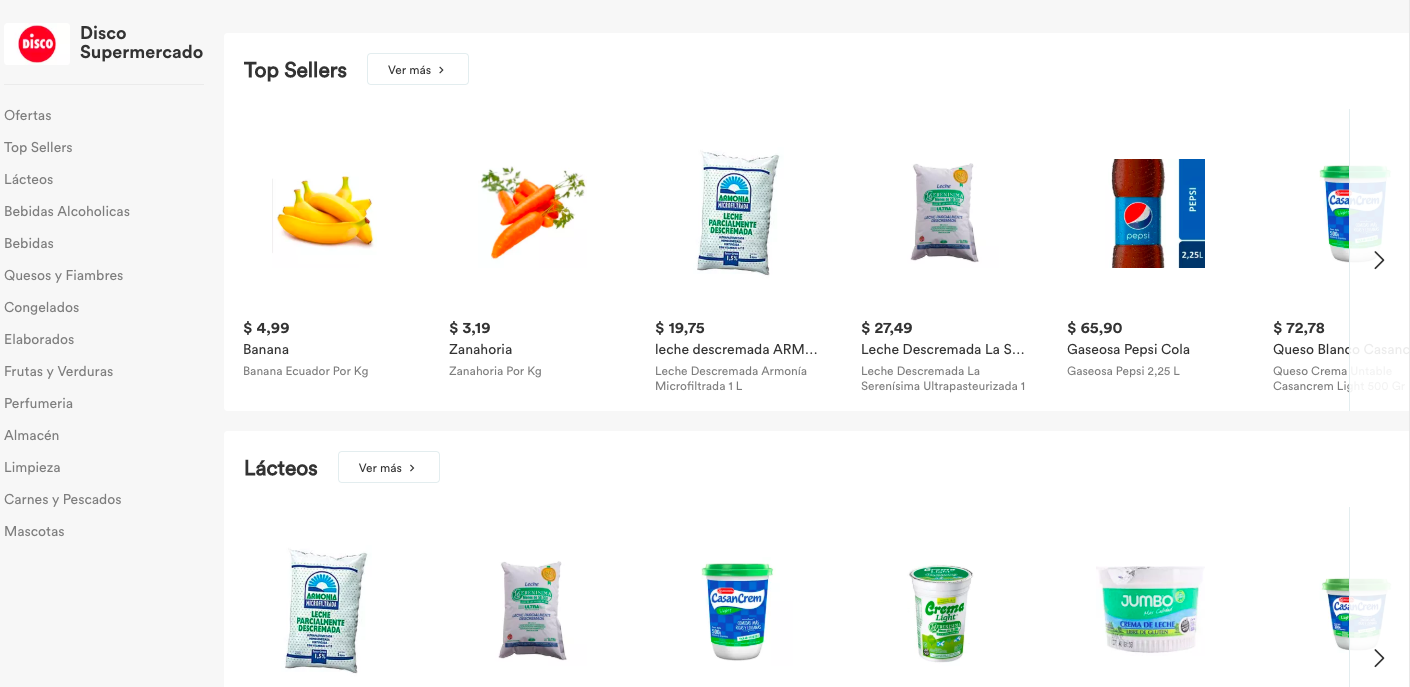 DISCO
Disco
Supermercado
Ofertas
Top Sellers
Lácteos
Bebidas Alcoholicas
Bebidas
Quesos y Fiambres
Congelados
Elaborados
Frutas y Verduras
Perfumeria
Almacén
Limpieza
Carnes y Pescados
Mascotas
Top Sellers
Ver más
ARMONIA
MICROFILTRADA
LECHE
PARCIALMENTE
DESCREMADA
1,5%
Leche
ULTRA
pepsi
PEPSI
2,25L
CasanCrem
$ 4,99
Banana
Banana Ecuador Por Kg
$ 3,19
Zanahoria
Zanahoria Por Kg
$ 19,75
leche descremada ARM...
Leche Descremada Armonía
Microfiltrada 1 L
$ 27,49
Leche Descremada La S...
Leche Descremada La
Serenísima Ultrapasteurizada 1
$ 65,90
Gaseosa Pepsi Cola
Gaseosa Pepsi 2,25 L
$ 72,78
Queso Blanco Casanc
Queso Crema Untable
Casancrem Light 500 Gr
Lácteos
Ver más
ARMONIA
MICROFILTRADA
LECHE
PARCIALMENTE
DESCREMADA
1,5%
Leche
ULTRA
CasanCrem
Light
Crema
Light
JUMBO
CREMA DE LECHE
LIBRE DE GLUTEN